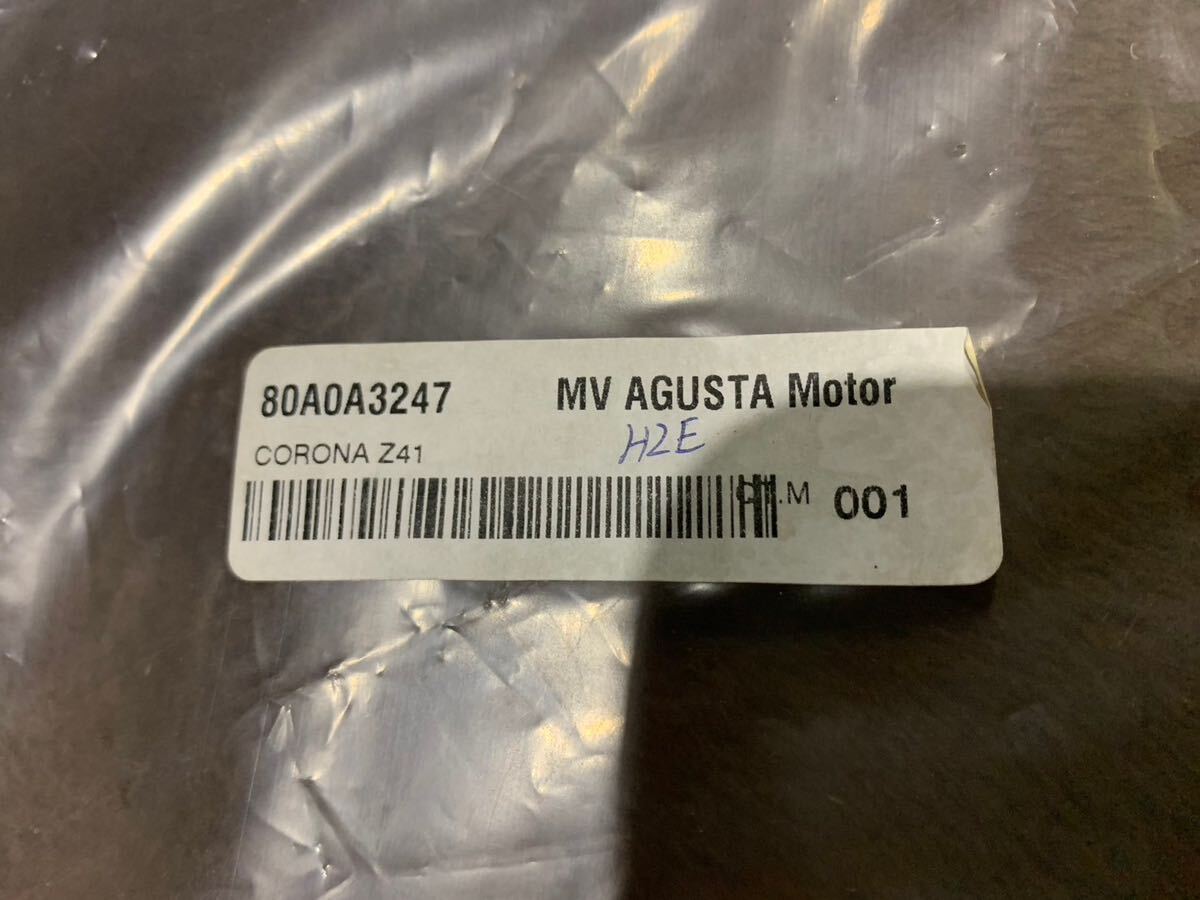 80A0A3247 MV AGUSTA Motor
CORONA Z41 H2E
001